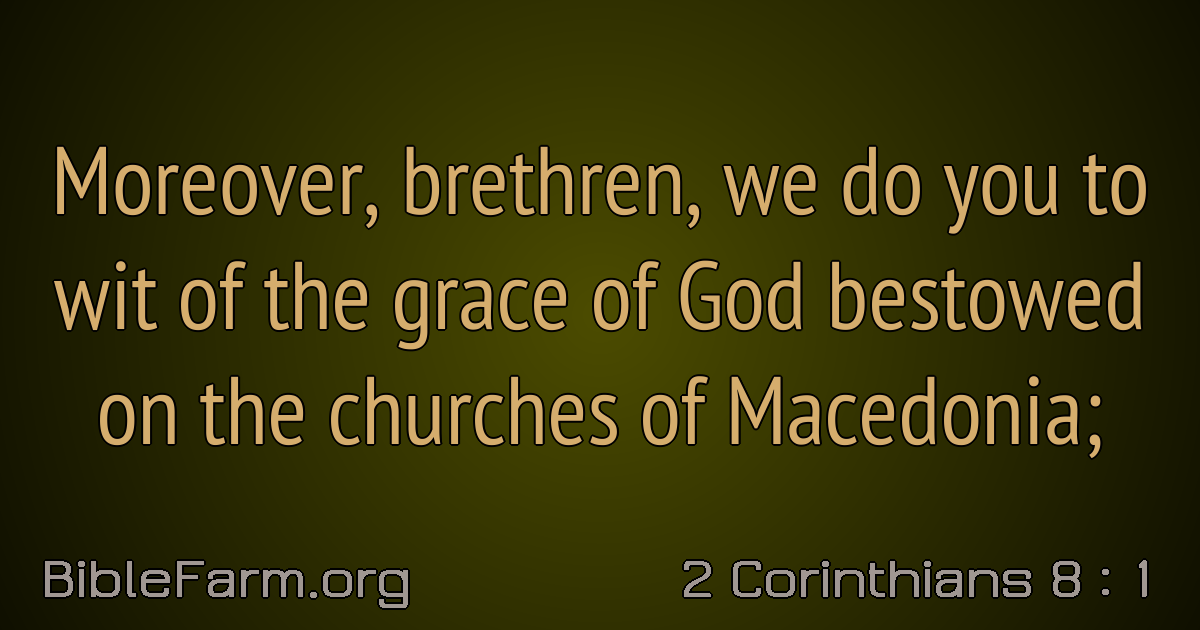 Moreover, brethren, we do you to
wit of the grace of God bestowed
on the churches of Macedonia;
BibleFarm.org
2 Corinthians 8 : 1